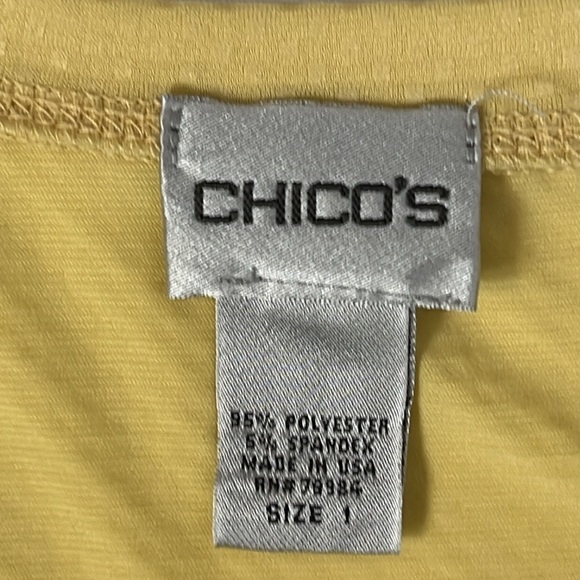 CHICO'S
95% POLYESTER
5% SPANDEX
MADE IN USA
RN# 79984
SIZE 1